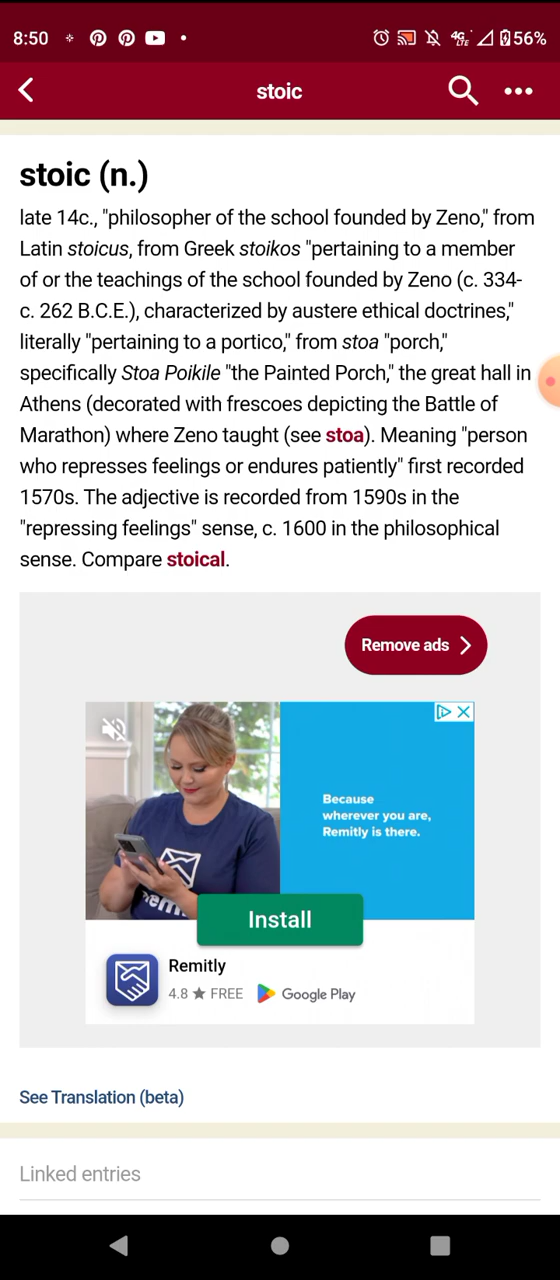 8:50
4G
LTE
56%
stoic
stoic (n.)
late 14c., "philosopher of the school founded by Zeno," from
Latin stoicus, from Greek stoikos "pertaining to a member
of or the teachings of the school founded by Zeno (c. 334-
c. 262 B.C.E.), characterized by austere ethical doctrines,"
literally "pertaining to a portico," from stoa "porch,"
specifically Stoa Poikile "the Painted Porch," the great hall in
Athens (decorated with frescoes depicting the Battle of
Marathon) where Zeno taught (see stoa). Meaning "person
who represses feelings or endures patiently" first recorded
1570s. The adjective is recorded from 1590s in the
"repressing feelings" sense, c. 1600 in the philosophical
sense. Compare stoical.
Remove ads
Because
wherever you are,
Remitly is there.
Install
Remitly
4.8 ★ FREE Google Play
See Translation (beta)
Linked entries